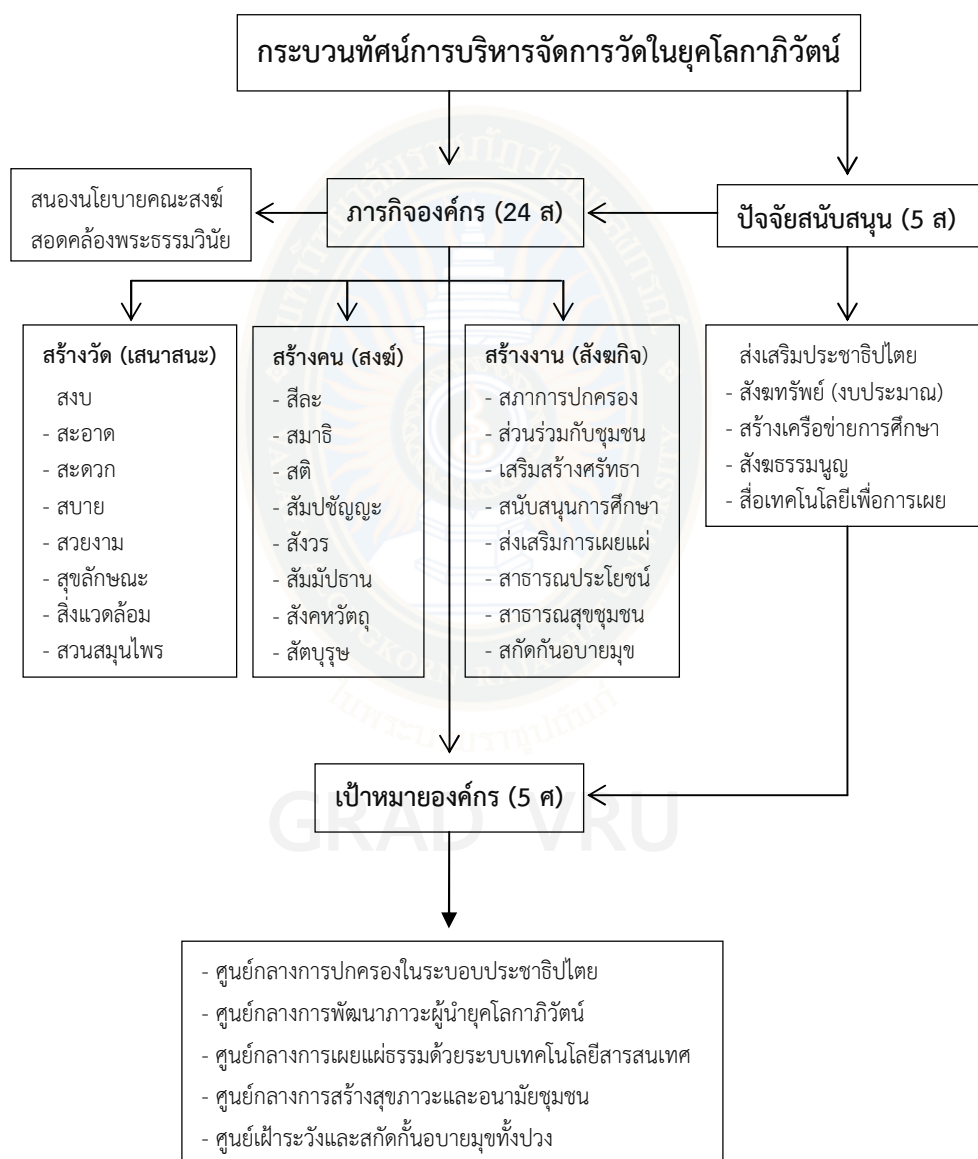 กระบวนทัศน์การบริหารจัดการวัดในยุคโลกาภิวัตน์
สนองนโยบายคณะสงฆ์
สอดคล้องพระธรรมวินัย
ภารกิจองค์กร (24 ส)
ปัจจัยสนับสนุน (5 ส)
สร้างวัด (เสนาสนะ)
สงบ
- สะอาด
- สะดวก
- สบาย
- สวยงาม
- สุขลักษณะ
- สิ่งแวดล้อม
- สวนสมุนไพร
สร้างคน (สงฆ์)
- สีละ
- สมาธิ
- สติ
- สัมปชัญญะ
- สังวร
- สัมมัปธาน
- สังคหวัตถุ
- สัตบุรุษ
สร้างงาน (สังฆกิจ)
- สภาการปกครอง
- ส่วนร่วมกับชุมชน
- เสริมสร้างศรัทธา
- สนับสนุนการศึกษา
- ส่งเสริมการเผยแผ่
- สาธารณประโยชน์
- สาธารณสุขชุมชน
- สกัดกันอบายมุข
ส่งเสริมประชาธิปไตย
- สังฆทรัพย์ (งบประมาณ)
- สร้างเครือข่ายการศึกษา
- สังฆธรรมนูญ
- สื่อเทคโนโลยีเพื่อการเผย
เป้าหมายองค์กร (5 ศ)
GRAD VRU
- ศูนย์กลางการปกครองในระบอบประชาธิปไตย
- ศูนย์กลางการพัฒนาภาวะผู้นำยุคโลกาภิวัตน์
- ศูนย์กลางการเผยแผ่ธรรมด้วยระบบเทคโนโลยีสารสนเทศ
- ศูนย์กลางการสร้างสุขภาวะและอนามัยชุมชน
- ศูนย์เฝ้าระวังและสกัดกั้นอบายมุขทั้งปวง